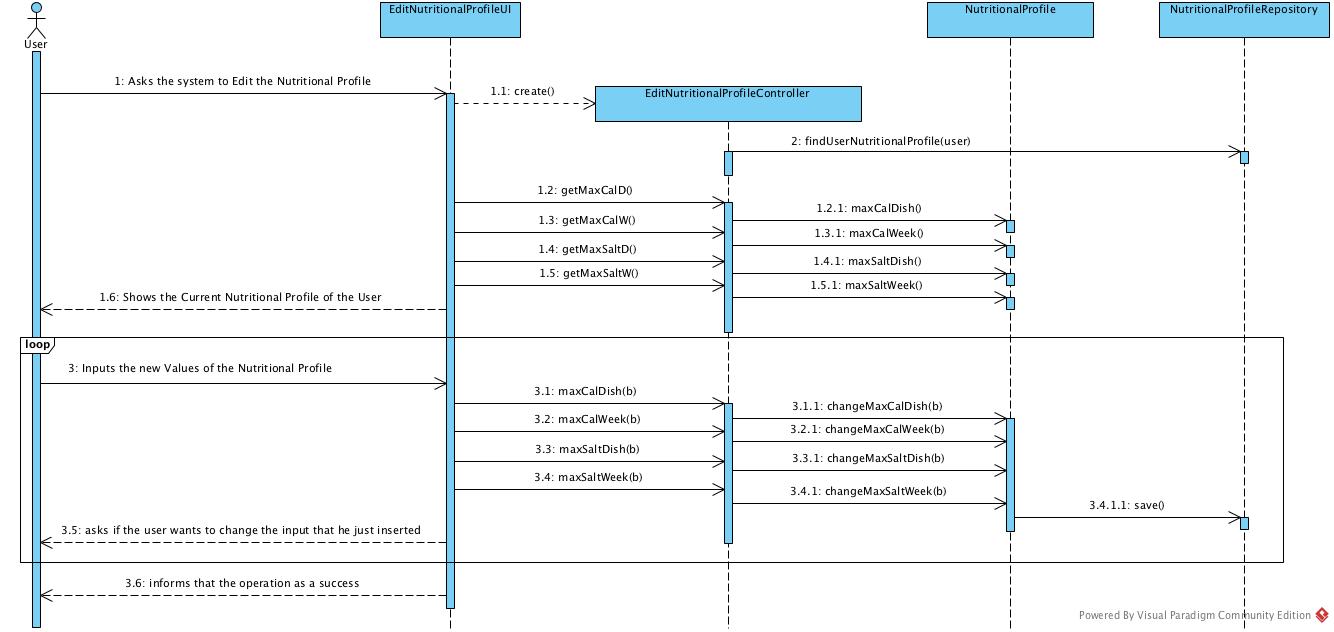 EditNutritionalProfileUI
NutritionalProfile
NutritionalProfileRepository
User
1: Asks the system to Edit the Nutritional Profile
1.1: create()
EditNutritionalProfileController
2: findUserNutritionalProfile(user)
1.2: getMaxCalD()
1.2.1: maxCalDish()
1.3: getMaxCalW()
1.3.1: maxCalWeek()
1.4: getMaxSaltD()
1.4.1: maxSaltDish()
1.5: getMaxSaltW()
1.5.1: maxSaltWeek()
1.6: Shows the Current Nutritional Profile of the User
loop
3: Inputs the new Values of the Nutritional Profile
3.1: maxCalDish(b)
3.1.1: changeMaxCalDish(b)
3.2: maxCalWeek(b)
3.2.1: changeMaxCalWeek(b)
3.3: maxSaltDish(b)
3.3.1: changeMaxSaltDish(b)
3.4: maxSaltWeek(b)
3.4.1: changeMaxSaltWeek(b)
3.4.1.1: save()
3.5: asks if the user wants to change the input that he just inserted
3.6: informs that the operation as a success
Powered By Visual Paradigm Community Edition